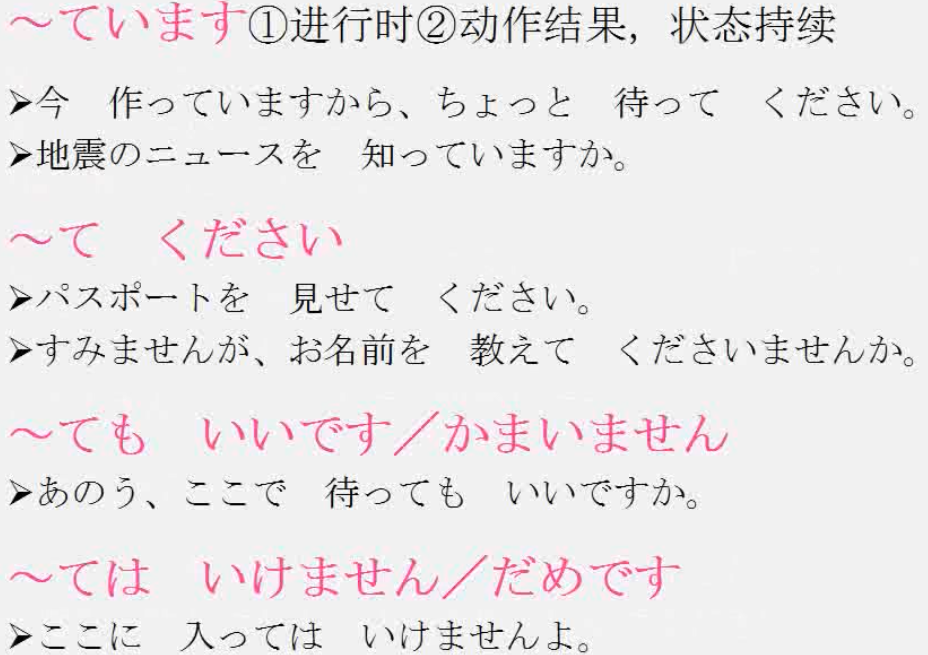 ～ています①进行时②动作结果，状态持续
➤今　作っていますから、ちょっと　待って　ください。
➤地震のニュースを　知っていますか。
～て　ください
➤パスポートを　見せて　ください。
➤すみませんが、お名前を　教えて　くださいませんか。
～ても　いいです／かまいません
➤あのう、ここで　待っても　いいですか。
～ては　いけません／だめです
➤ここに　入っては　いけませんよ。